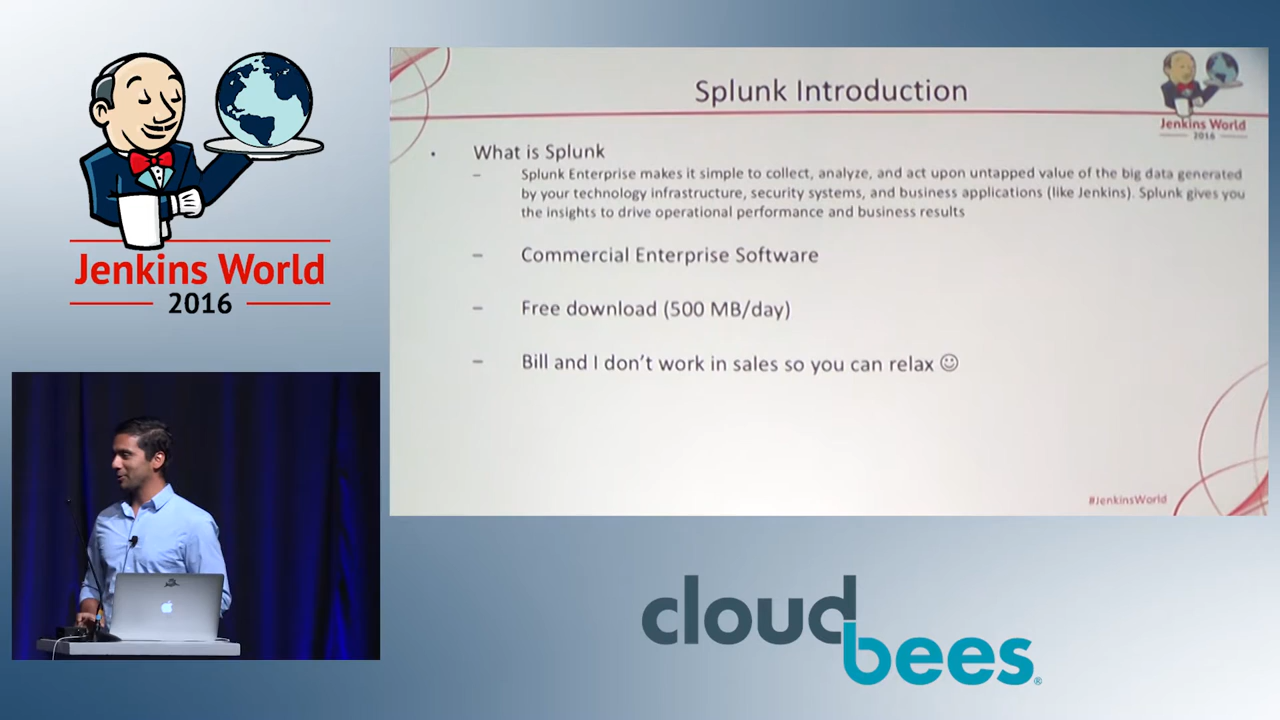 Jenkins World
2016
Splunk Introduction
Jenkins World
2016
What is Splunk
Splunk Enterprise makes it simple to collect, analyze, and act upon untapped value of the big data generated
by your technology infrastructure, security systems, and business applications (like Jenkins). Splunk gives you
the insights to drive operational performance and business results
Commercial Enterprise Software
Free download (500 MB/day)
Bill and I don't work in sales so you can relax ☺
#JenkinsWorld
cloud
bees®